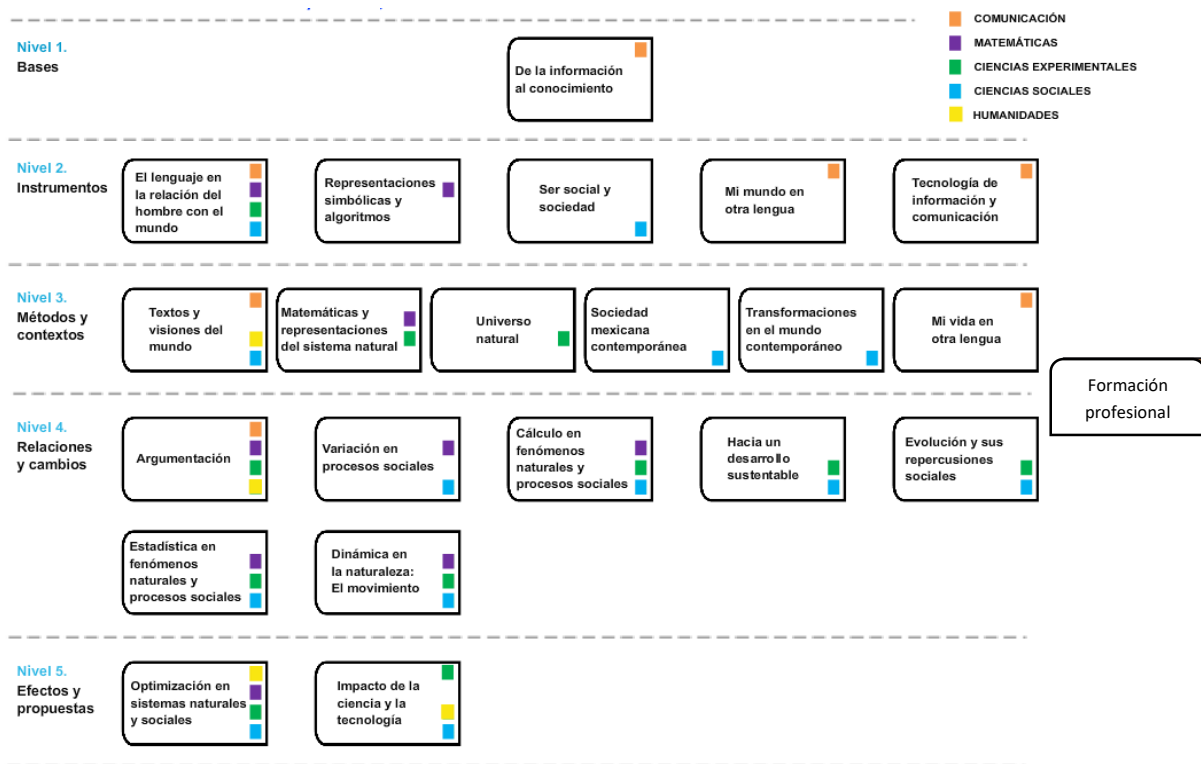 COMUNICACIÓN
MATEMÁTICAS
CIENCIAS EXPERIMENTALES
CIENCIAS SOCIALES
HUMANIDADES
Nivel 1.
Bases
De la información
al conocimiento
Nivel 2.
Instrumentos
El lenguaje en
la relación del
hombre con el
mundo
Representaciones
simbólicas y
algoritmos
Ser social y
sociedad
Mi mundo en
otra lengua
Tecnología de
información y
comunicación
Nivel 3.
Métodos y
contextos
Textos y
visiones del
mundo
Matemáticas y
representaciones
del sistema natural
Universo
natural
Sociedad
mexicana
contemporánea
Transformaciones
en el mundo
contemporáneo
Mi vida en
otra lengua
Formación
profesional
Nivel 4.
Relaciones
y cambios
Argumentación
Variación en
procesos sociales
Cálculo en
fenómenos
naturales y
procesos sociales
Hacia un
desarrollo
sustentable
Evolución y sus
repercusiones
sociales
Estadística en
fenómenos
naturales y
procesos sociales
Dinámica en
la naturaleza:
El movimiento
Nivel 5.
Efectos y
propuestas
Optimización en
sistemas naturales
y sociales
Impacto de la
ciencia y la
tecnología